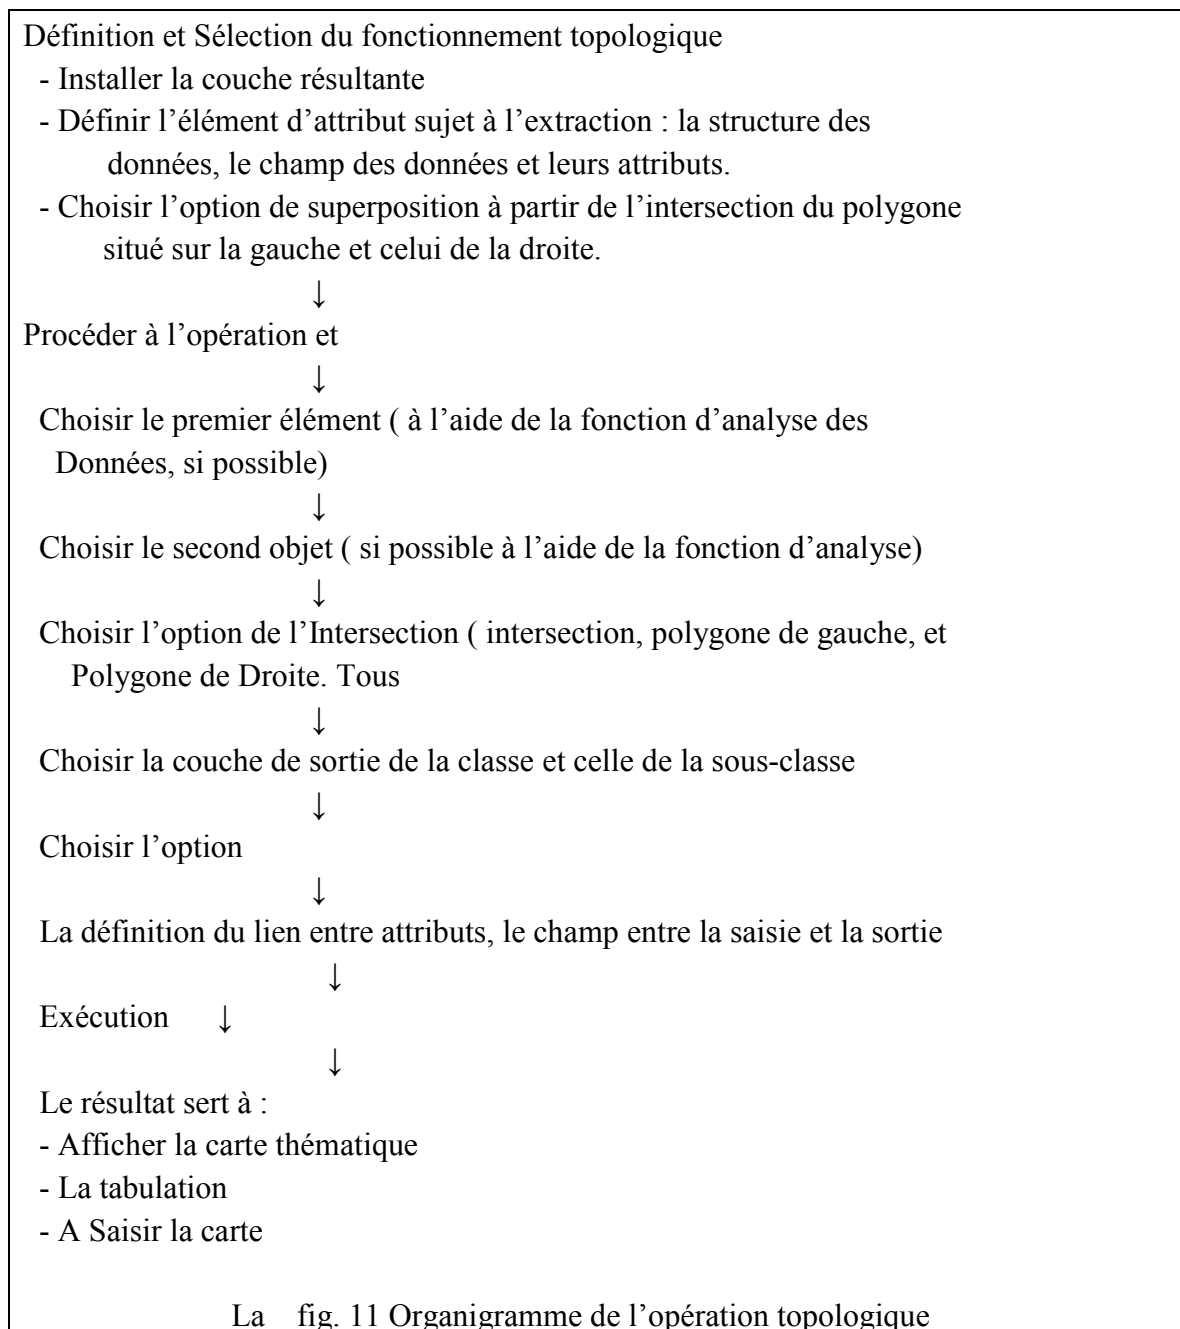 Définition et Sélection du fonctionnement topologique
- Installer la couche résultante
- Définir l’élément d’attribut sujet à l’extraction : la structure des
données, le champ des données et leurs attributs.
- Choisir l’option de superposition à partir de l’intersection du polygone
situé sur la gauche et celui de la droite.
↓
Procéder à l’opération et
↓
Choisir le premier élément ( à l’aide de la fonction d’analyse des
Données, si possible)
↓
Choisir le second objet ( si possible à l’aide de la fonction d’analyse)
↓
Choisir l’option de l’Intersection ( intersection, polygone de gauche, et
Polygone de Droite. Tous
↓
Choisir la couche de sortie de la classe et celle de la sous-classe
↓
Choisir l’option
↓
La définition du lien entre attributs, le champ entre la saisie et la sortie
↓
Exécution ↓
↓
Le résultat sert à :
- Afficher la carte thématique
- La tabulation
- A Saisir la carte
La fig. 11 Organigramme de l’opération topologique